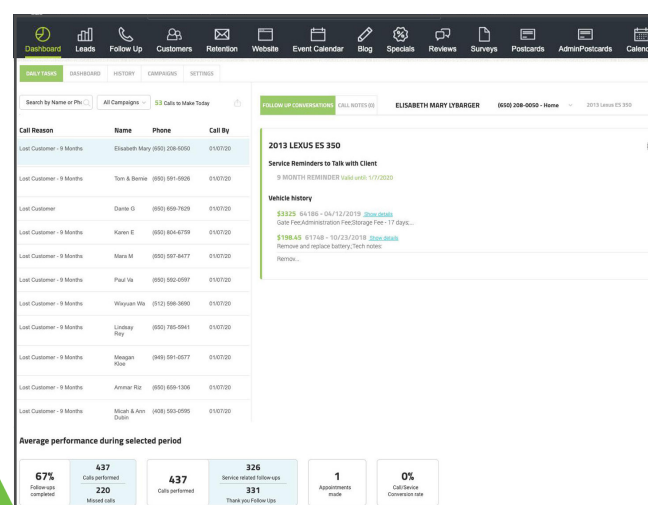 Dashboard Leads Follow Up Customers Retention Website Event Calendar Blog Specials Reviews Surveys Postcards AdminPostcards Calend
DAILY TASKS DASHBOARD HISTORY CAMPAIGNS SETTINGS
Search by Name or Ph All Campaigns 53 Calls to Make Today
FOLLOW UP CONVERSATIONS CALL NOTES (0) ELISABETH MARY LYBARGER (650) 208-0050 - Home 2013 Lexus ES 350
Call Reason Name Phone Call By
Lost Customer - 9 Months Elisabeth Mary (650) 208-5050 01/07/20
Lost Customer - 9 Months Tom & Bernie (650) 591-5926 01/07/20
Lost Customer Dante G (650) 659-7629 01/07/20
Lost Customer - 9 Months Karen E (650) 804-6759 01/07/20
Lost Customer - 9 Months Mara M (650) 597-8477 01/07/20
Lost Customer - 9 Months Paul Va (650) 592-0597 01/07/20
Lost Customer - 9 Months Wixyuan Wa (512) 598-3690 01/07/20
Lost Customer - 9 Months Lindsay Rey (650) 785-5941 01/07/20
Lost Customer - 9 Months Meagan Kloe (949) 591-0577 01/07/20
Lost Customer - 9 Months Ammar Riz (650) 659-1306 01/07/20
Lost Customer - 9 Months Micah & Ann Dubin (408) 593-0595 01/07/20
2013 LEXUS ES 350
Service Reminders to Talk with Client
9 MONTH REMINDER Valid until: 1/7/2020
Vehicle history
$3325 64186 - 04/12/2019 Show details
Gate Fee;Administration Fee;Storage Fee - 17 days;...
$198.45 61748 - 10/23/2018 Show details
Remove and replace battery.;Tech notes:
Remov...
Average performance during selected period
67%
Follow-ups completed
437
Calls performed
220
Missed calls
437
Calls performed
326
Service related follow-ups
331
Thank you Follow Ups
1
Appointments made
0%
Call/Sevice Conversion rate